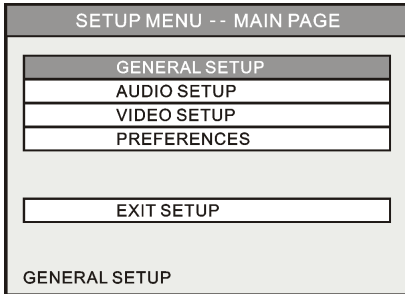 SETUP MENU -- MAIN PAGE
GENERAL SETUP
AUDIO SETUP
VIDEO SETUP
PREFERENCES
EXIT SETUP
GENERAL SETUP